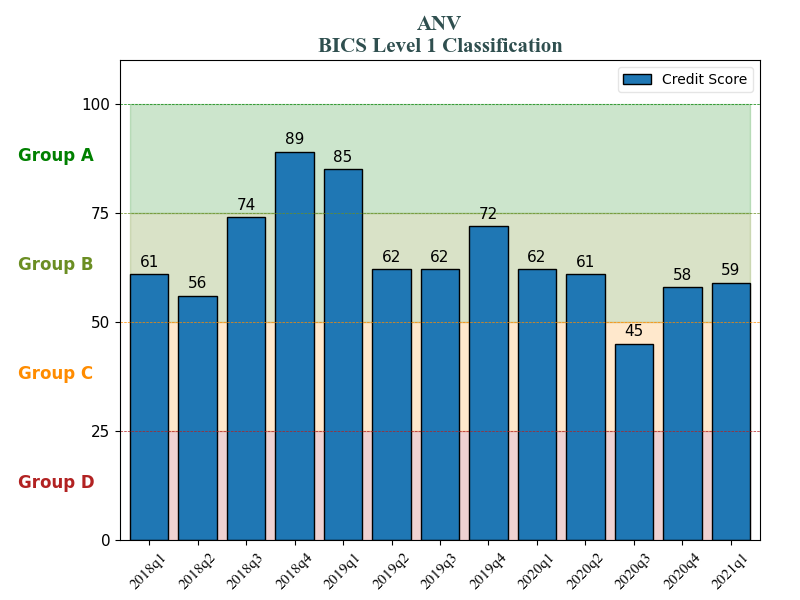 ANV
BICS Level 1 Classification
Credit Score
100
Group A
89
85
75
74
72
Group B
61
56
62
62
62
61
58
59
50
45
Group C
25
Group D
0
2018q1
2018q2
2018q3
2018q4
2019q1
2019q2
2019q3
2019q4
2020q1
2020q2
2020q3
2020q4
2021q1